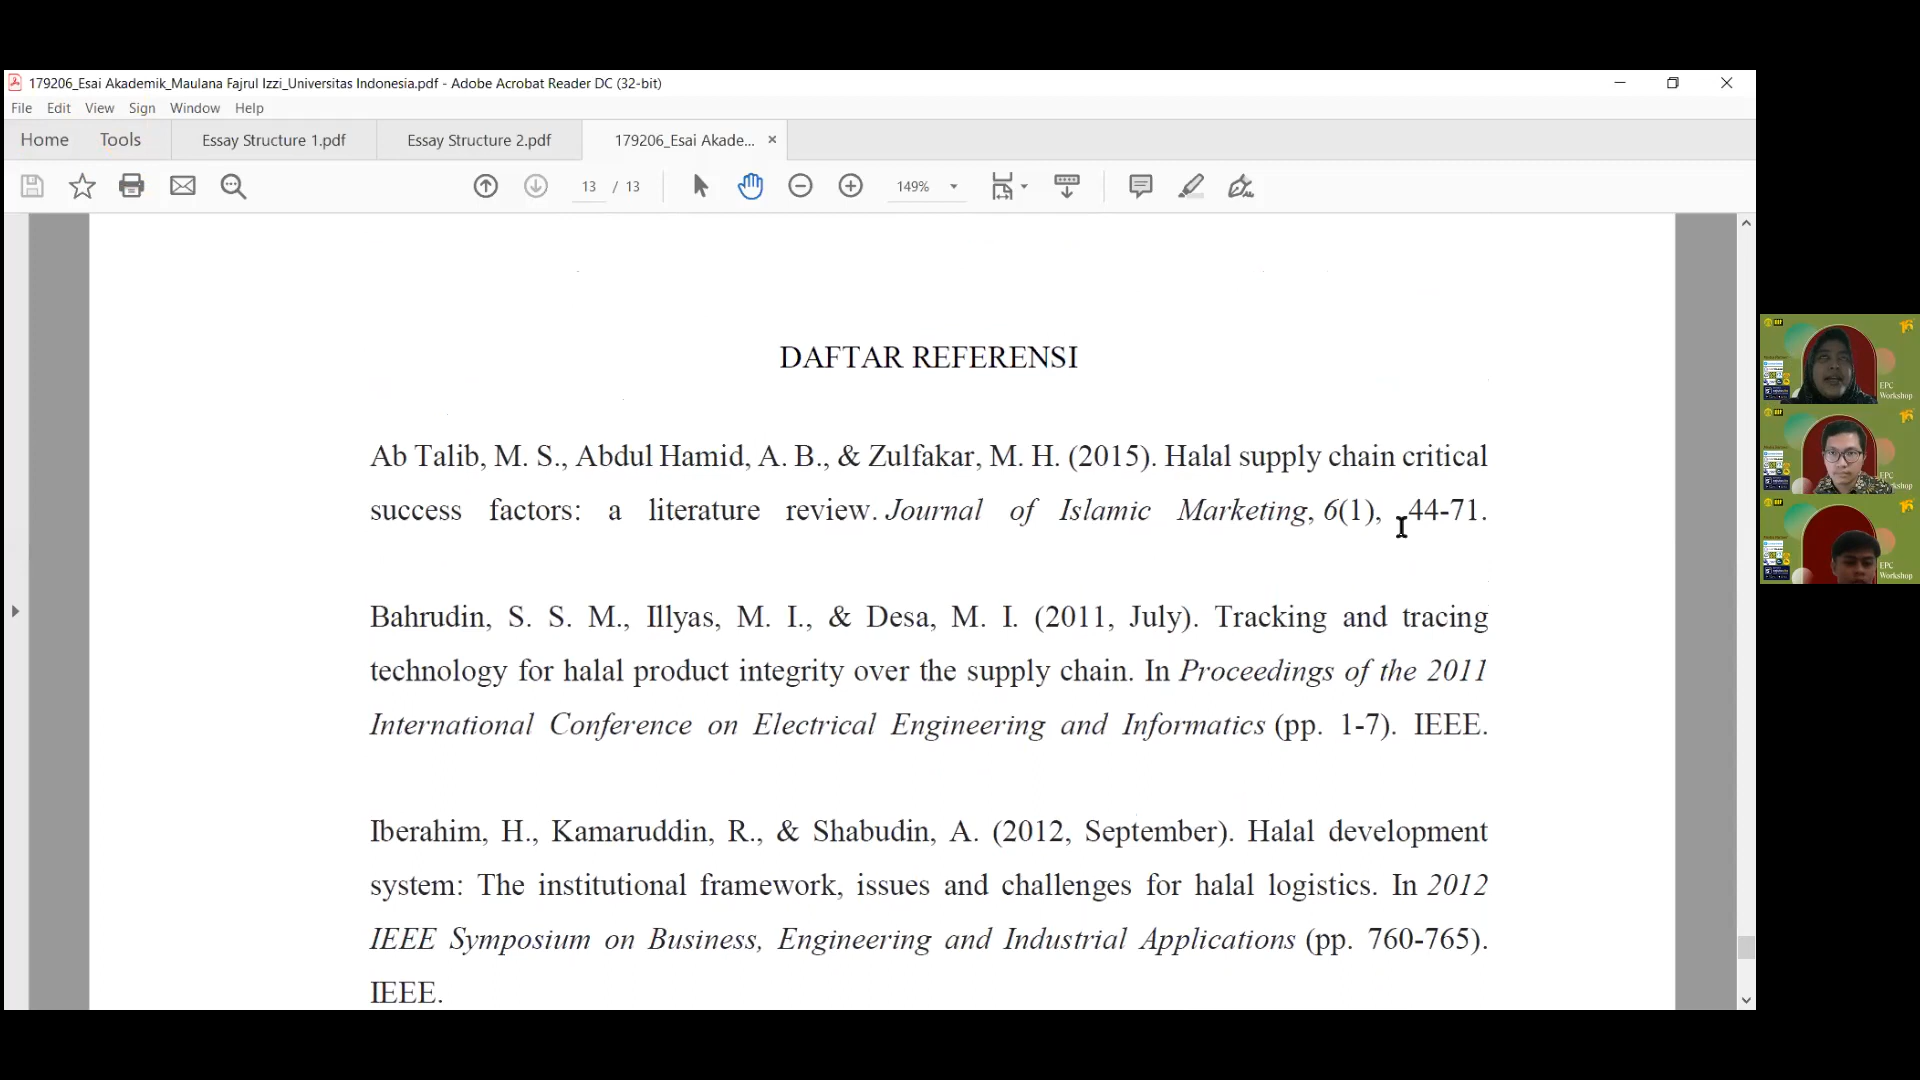 179206_Esai Akademik_Maulana Fajrul Izzi_Universitas Indonesia.pdf - Adobe Acrobat Reader DC (32-bit)
File Edit View Sign Window Help
Home Tools Essay Structure 1.pdf Essay Structure 2.pdf 179206_Esai Akade...
13 / 13 149%
DAFTAR REFERENSI
Ab Talib, M. S., Abdul Hamid, A. B., & Zulfakar, M. H. (2015). Halal supply chain critical
success factors: a literature review. Journal of Islamic Marketing, 6(1), 44-71.
Bahrudin, S. S. M., Illyas, M. I., & Desa, M. I. (2011, July). Tracking and tracing
technology for halal product integrity over the supply chain. In Proceedings of the 2011
International Conference on Electrical Engineering and Informatics (pp. 1-7). IEEE.
Iberahim, H., Kamaruddin, R., & Shabudin, A. (2012, September). Halal development
system: The institutional framework, issues and challenges for halal logistics. In 2012
IEEE Symposium on Business, Engineering and Industrial Applications (pp. 760-765).
IEEE.
EPC
Workshop
EPC
EPC
Workshop